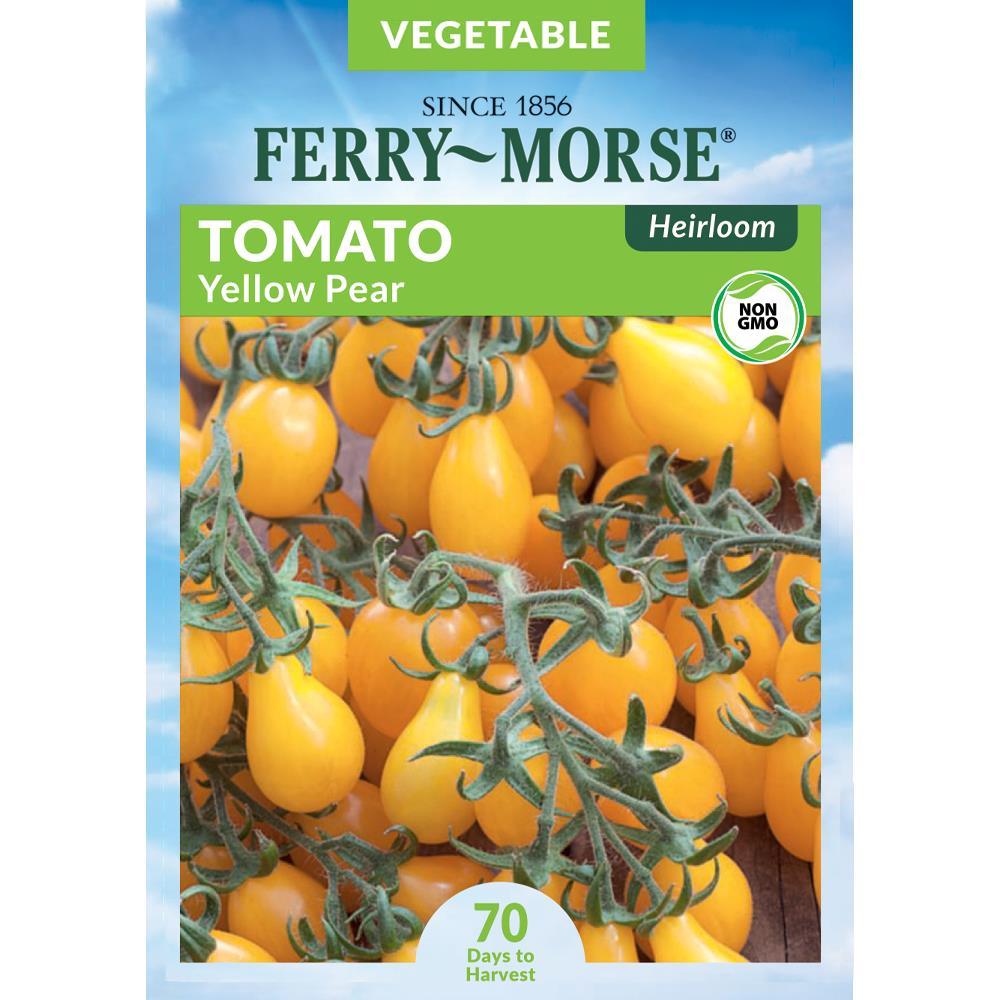 VEGETABLE
SINCE 1856
FERRY~MORSE®
TOMATO
Heirloom
Yellow Pear
NON
GMO
70
Days to
Harvest